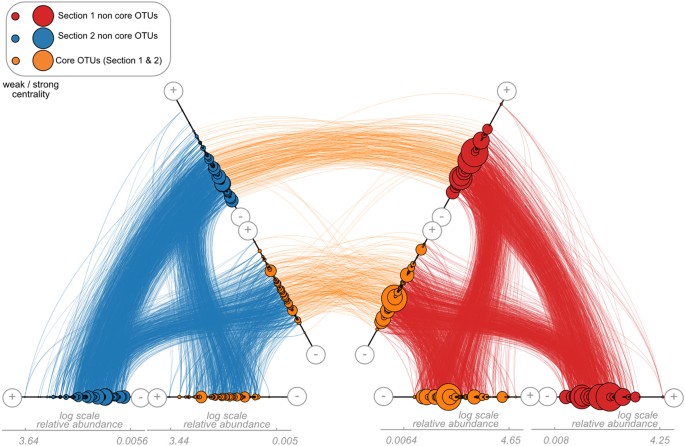 Section 1 non core OTUs
Section 2 non core OTUs
Core OTUs (Section 1 & 2)
weak / strong
centrality
+
+
-
-
+
+
-
-
+
-
+
-
-
+
-
+
log scale
relative abundance
log scale
relative abundance
log scale
relative abundance
log scale
relative abundance
3.64
0.0056
3.44
0.005
0.0064
4.65
0.008
4.25